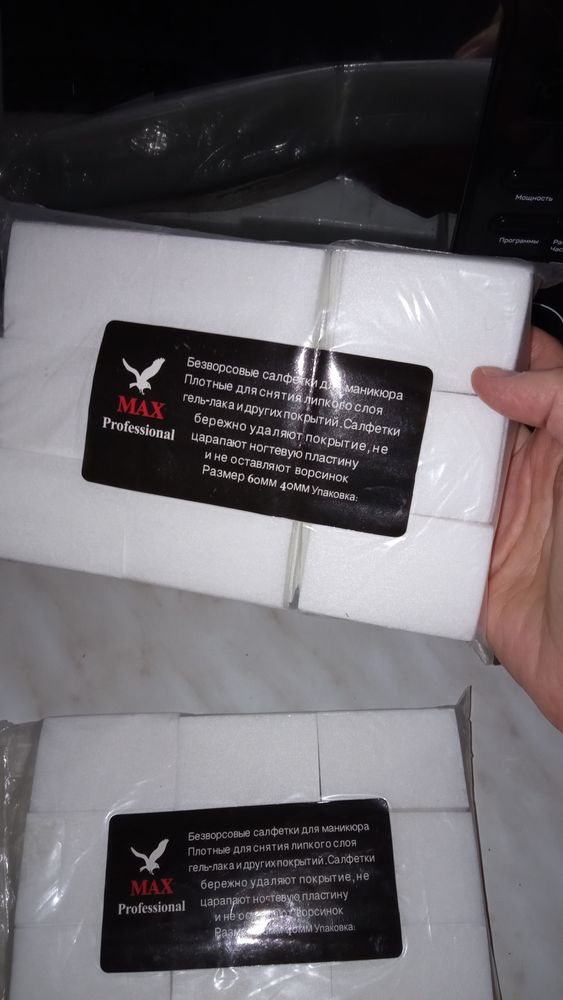 Мощность
Программы
MAX
Professional
Безворсовые салфетки для маникюра
Плотные для снятия липкого слоя
гель-лака и других покрытий.Салфетки
бережно удаляют покрытие, не
царапают ногтевую пластину
и не оставляют ворсинок
Размер 60мм 40мм Упаковка:
MAX
Professional
Безворсовые салфетки для маникюра
Плотные для снятия липкого слоя
гель-лака и других покрытий.Салфетки
бережно удаляют покрытие, не
царапают ногтевую пластину
и не ворсинок
Упаковка: